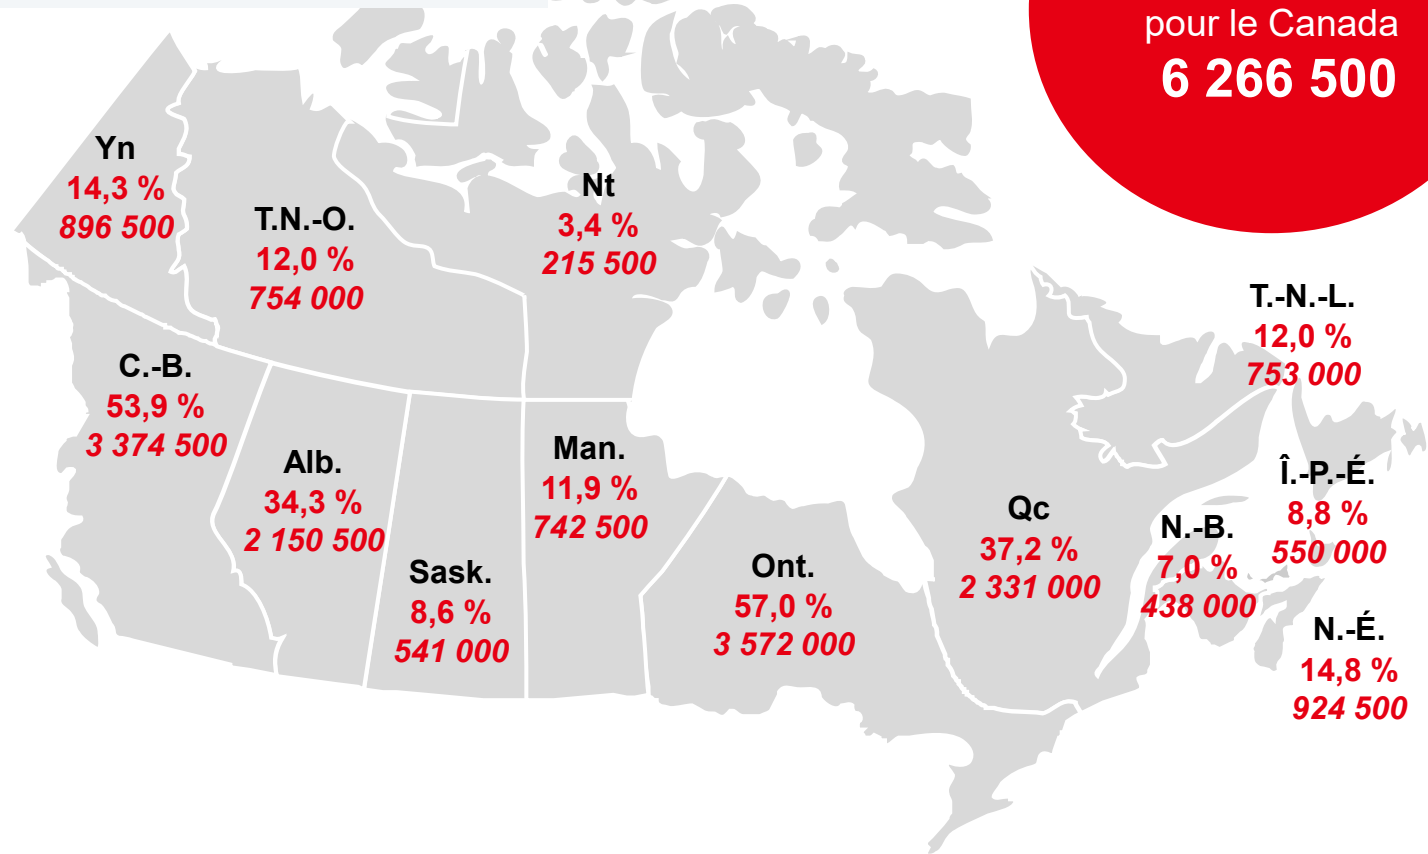 pour le Canada
6 266 500
Yn
14,3 %
896 500
T.N.-O.
12,0 %
754 000
Nt
3,4 %
215 500
T.-N.-L.
12,0 %
753 000
C.-B.
53,9 %
3 374 500
Alb.
34,3 %
2 150 500
Sask.
8,6 %
541 000
Man.
11,9 %
742 500
Ont.
57,0 %
3 572 000
Qc
37,2 %
2 331 000
N.-B.
7,0 %
438 000
Î.-P.-É.
8,8 %
550 000
N.-É.
14,8 %
924 500